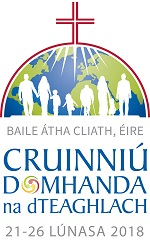 BAILE ÁTHA CLIATH, ÉIRE
CRUINNIÚ
DOMHANDA
na dTEAGHLACH
21-26 LÚNASA 2018